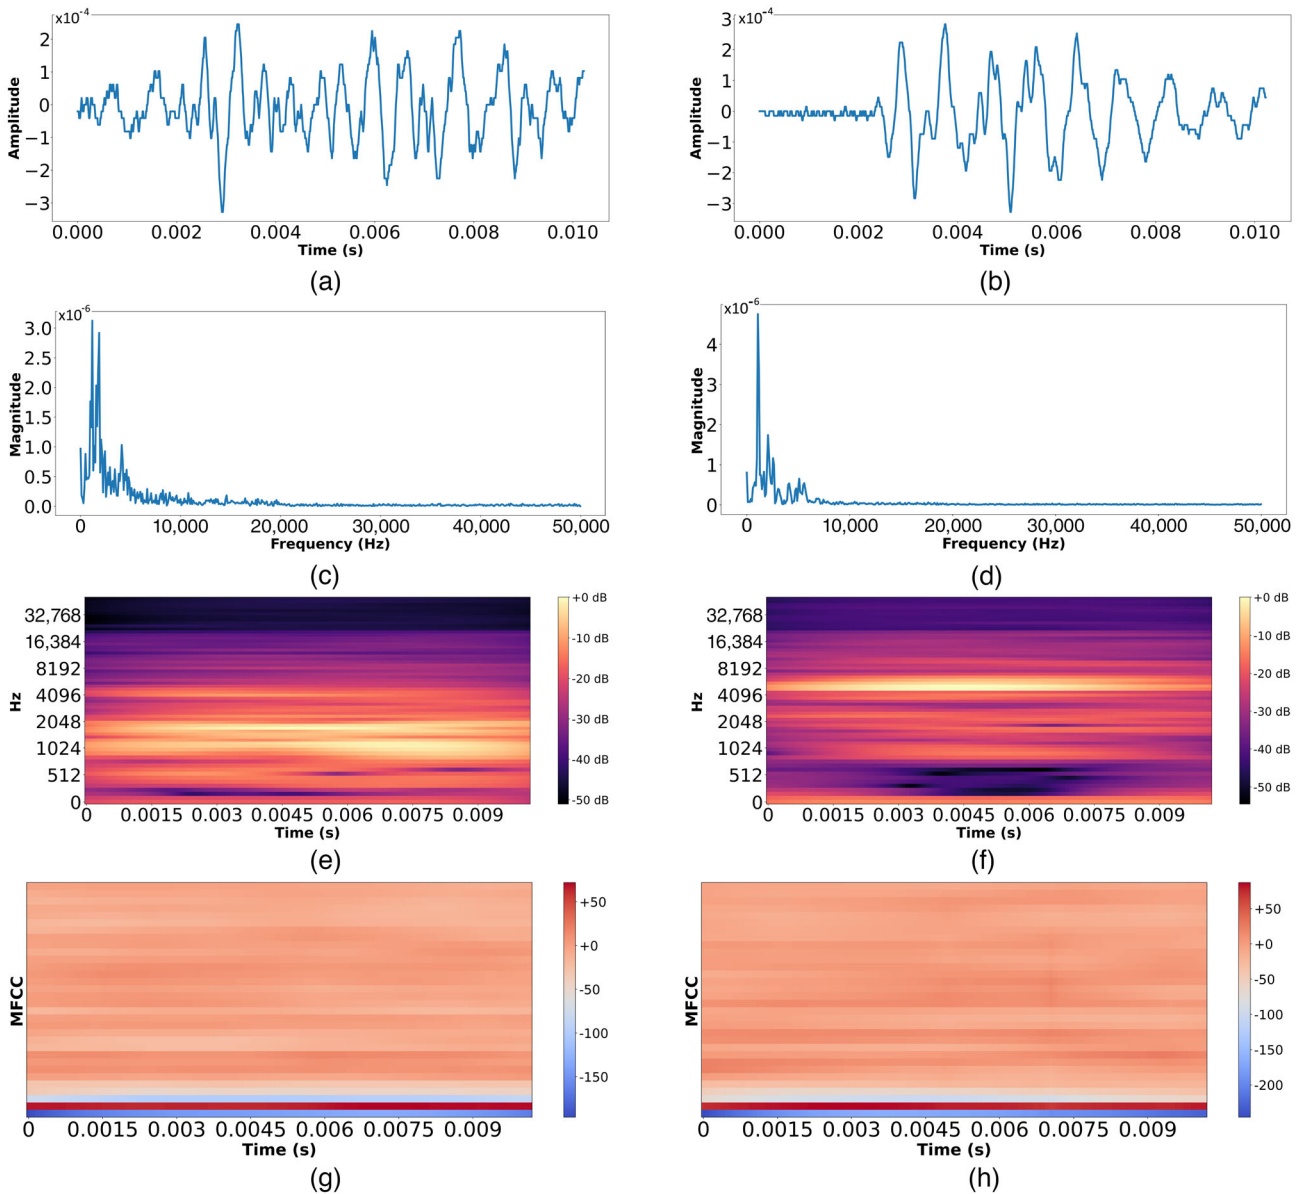 ×10⁻⁴
2
1
0
−1
−2
−3
Amplitude
0.000 0.002 0.004 0.006 0.008 0.010
Time (s)
(a)
×10⁻⁴
3
2
1
0
−1
−2
−3
Amplitude
0.000 0.002 0.004 0.006 0.008 0.010
Time (s)
(b)
x10⁻⁶
3.0
2.5
2.0
1.5
1.0
0.5
0.0
Magnitude
0 10,000 20,000 30,000 40,000 50,000
Frequency (Hz)
(c)
x10⁻⁶
4
3
2
1
0
Magnitude
0 10,000 20,000 30,000 40,000 50,000
Frequency (Hz)
(d)
32,768
16,384
8192
4096
2048
1024
512
0
Hz
0 0.0015 0.003 0.0045 0.006 0.0075 0.009
Time (s)
+0 dB
-10 dB
-20 dB
-30 dB
-40 dB
-50 dB
(e)
32,768
16,384
8192
4096
2048
1024
512
0
Hz
0 0.0015 0.003 0.0045 0.006 0.0075 0.009
Time (s)
+0 dB
-10 dB
-20 dB
-30 dB
-40 dB
-50 dB
(f)
MFCC
0 0.0015 0.003 0.0045 0.006 0.0075 0.009
Time (s)
+50
+0
-50
-100
-150
(g)
MFCC
0 0.0015 0.003 0.0045 0.006 0.0075 0.009
Time (s)
+50
+0
-50
-100
-150
-200
(h)